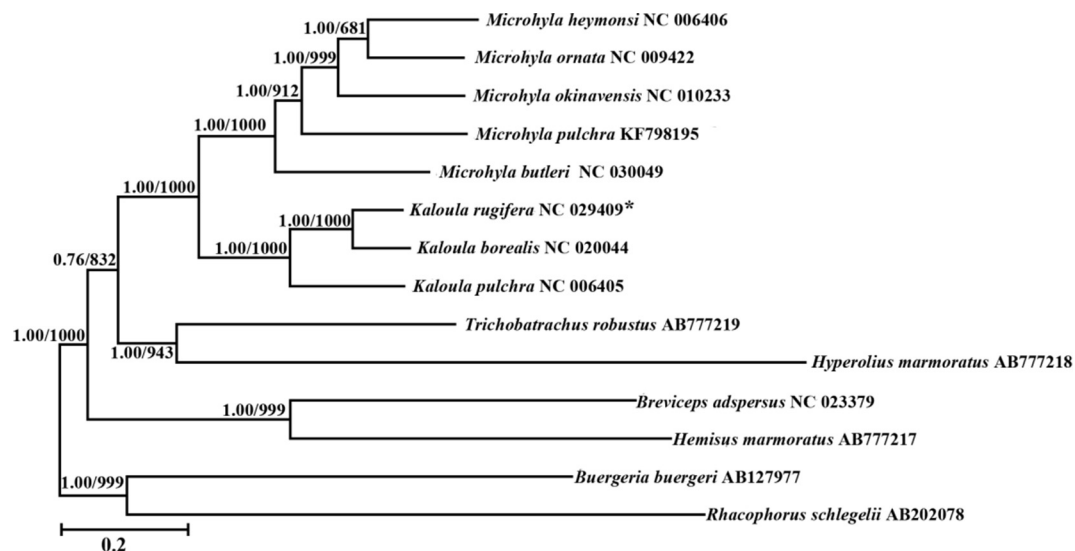 Microhyla heymonsi NC 006406
1.00/681
Microhyla ornata NC 009422
1.00/999
Microhyla okinavensis NC 010233
1.00/912
Microhyla pulchra KF798195
1.00/1000
Microhyla butleri NC 030049
1.00/1000
Kaloula rugifera NC 029409*
1.00/1000
Kaloula borealis NC 020044
1.00/1000
0.76/832
Kaloula pulchra NC 006405
Trichobatrachus robustus AB777219
1.00/1000
1.00/943
Hyperolius marmoratus AB777218
Breviceps adspersus NC 023379
1.00/999
Hemisus marmoratus AB777217
Buergeria buergeri AB127977
1.00/999
Rhacophorus schlegelii AB202078
0.2